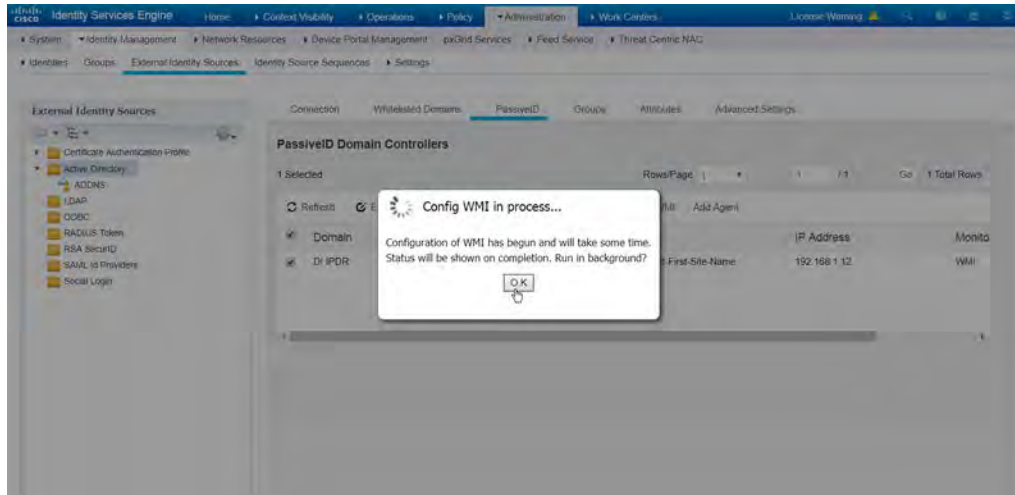 cisco Identity Services Engine Home Context Visibility Operations Policy Administration Work Centers License Warning
System Identity Management Network Resources Device Portal Management pxGrid Services Feed Service Threat Centric NAC
Identities Groups External Identity Sources Identity Source Sequences Settings
External Identity Sources
Connection Whitelisted Domains PassiveID Groups Attributes Advanced Settings
Certificate Authentication Profile
Active Directory
ADDNS
LDAP
ODBC
RADIUS Token
RSA SecurID
SAML Id Providers
Social Login
PassiveID Domain Controllers
1 Selected Rows/Page 1 1 /1 Go 1 Total Rows
Refresh E Add Agent
Domain IP Address Monito
-First-Site-Name 192.168.1.12 WMI
Config WMI in process...
Configuration of WMI has begun and will take some time.
Status will be shown on completion. Run in background?
OK